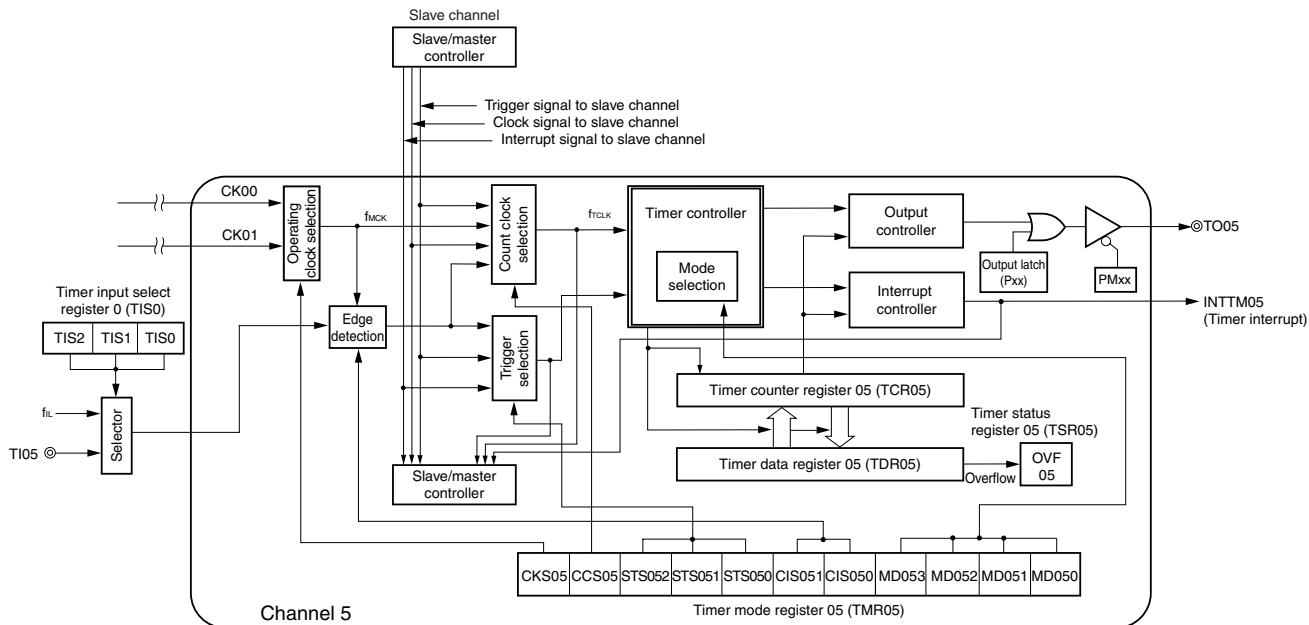 Slave channel
Slave/master
controller
Trigger signal to slave channel
Clock signal to slave channel
Interrupt signal to slave channel
CK00
CK01
Operating
clock selection
fMCK
Count clock
selection
fTCLK
Timer controller
Mode
selection
Output
controller
Output latch
(Pxx)
PMxx
TO05
Interrupt
controller
INTTM05
(Timer interrupt)
Timer input select
register 0 (TIS0)
TIS2 TIS1 TIS0
Edge
detection
Trigger
selection
fIL
TI05
Selector
Slave/master
controller
Timer counter register 05 (TCR05)
Timer status
register 05 (TSR05)
Timer data register 05 (TDR05)
Overflow
OVF
05
CKS05 CCS05 STS052 STS051 STS050 CIS051 CIS050 MD053 MD052 MD051 MD050
Timer mode register 05 (TMR05)
Channel 5